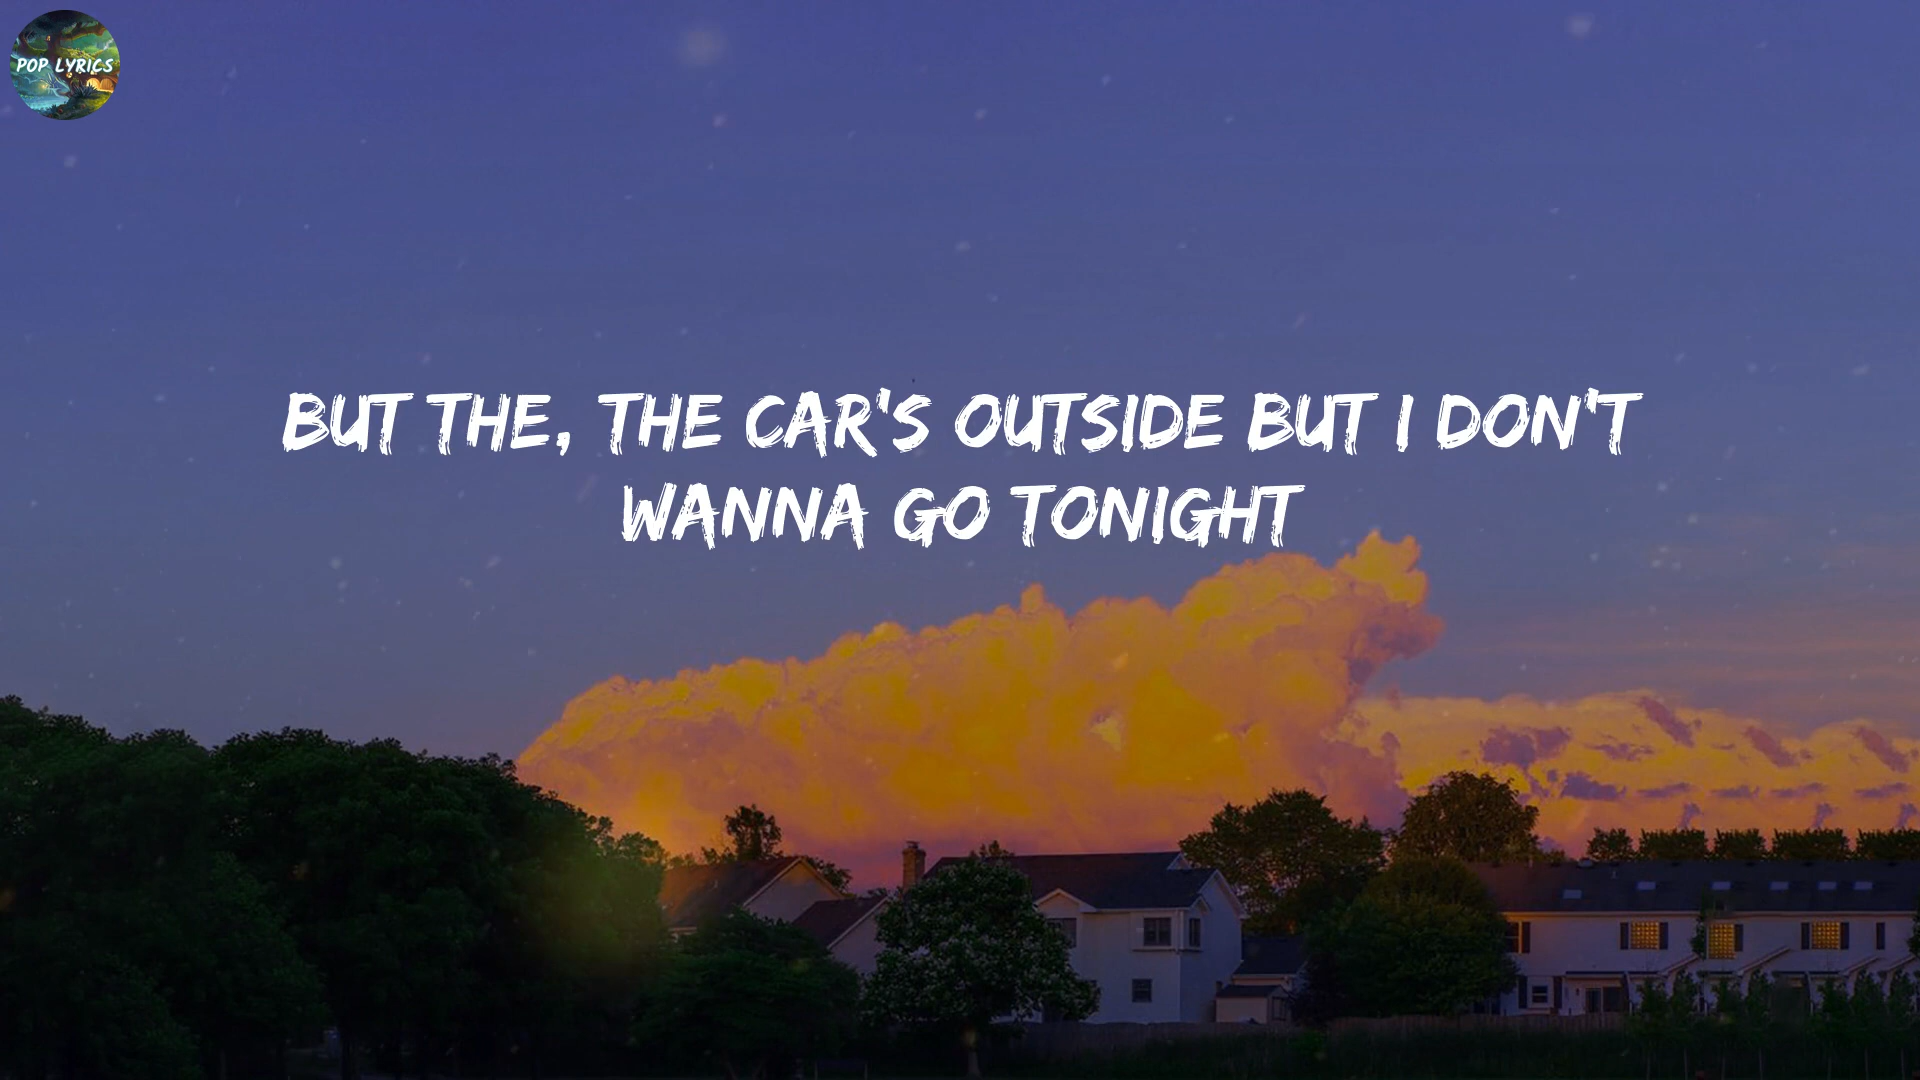 POP LYRICS
BUT THE, THE CAR'S OUTSIDE BUT I DON'T
WANNA GO TONIGHT